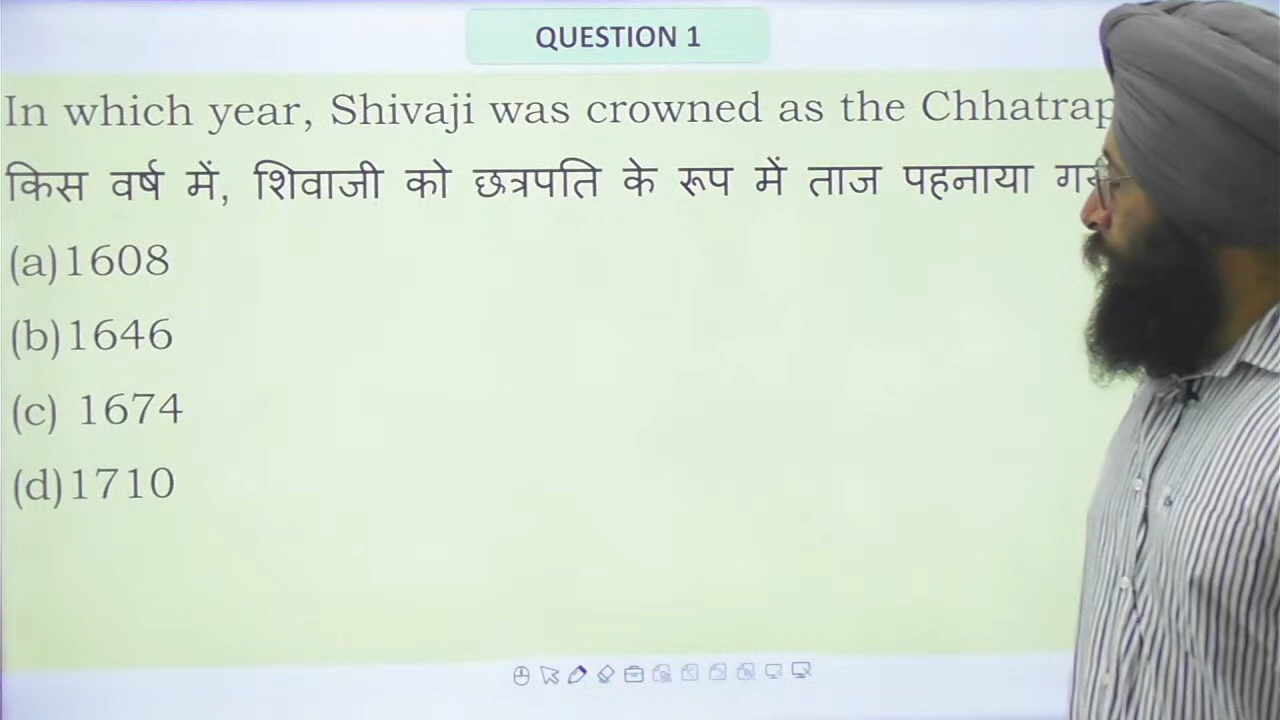 QUESTION 1
In which year, Shivaji was crowned as the Chhatrap
किस वर्ष में, शिवाजी को छत्रपति के रूप में ताज पहनाया
(a) 1608
(b) 1646
(c) 1674
(d) 1710